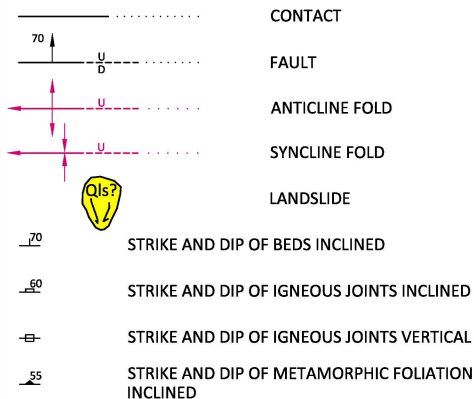 CONTACT
70 U D FAULT
U ANTICLINE FOLD
U SYNCLINE FOLD
Qls? LANDSLIDE
70 STRIKE AND DIP OF BEDS INCLINED
60 STRIKE AND DIP OF IGNEOUS JOINTS INCLINED
STRIKE AND DIP OF IGNEOUS JOINTS VERTICAL
55 STRIKE AND DIP OF METAMORPHIC FOLIATION
INCLINED